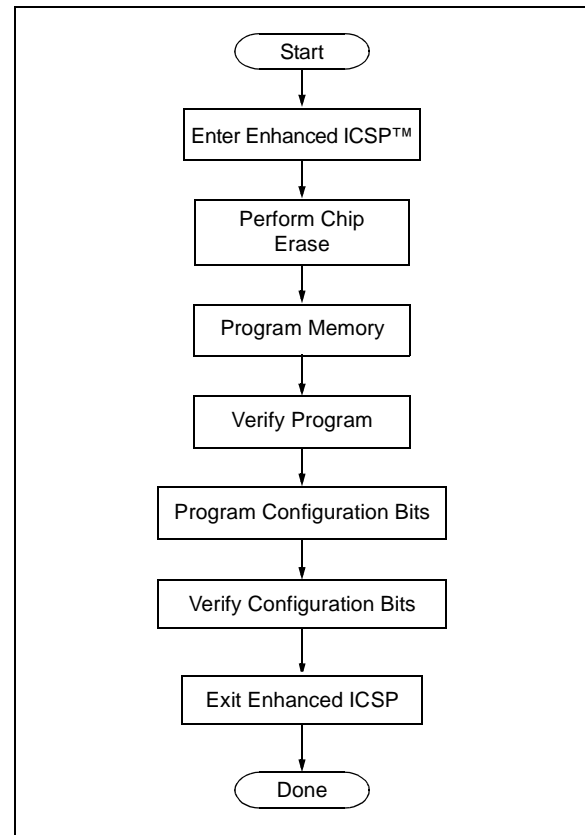 Start
Enter Enhanced ICSP™
Perform Chip
Erase
Program Memory
Verify Program
Program Configuration Bits
Verify Configuration Bits
Exit Enhanced ICSP
Done